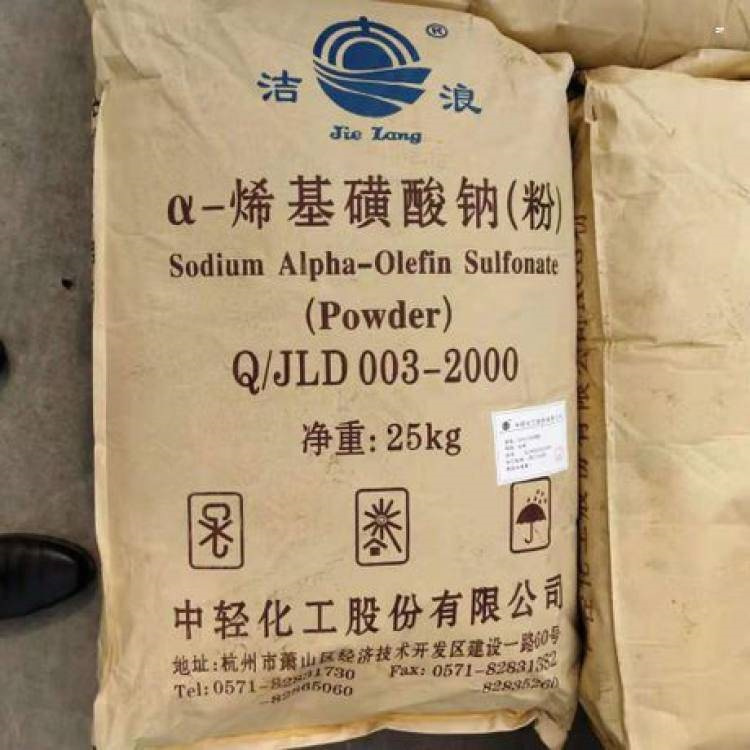 ®
洁 浪
Jie Lang
α-烯基磺酸钠(粉)
Sodium Alpha-Olefin Sulfonate
(Powder)
Q/JLD 003-2000
净重: 25kg
中轻化工股份有限公司
地址:杭州市萧山区经济技术开发区建设一路60号
Tel: 0571-82831730 Fax: 0571-82831352
-82865060 82835260